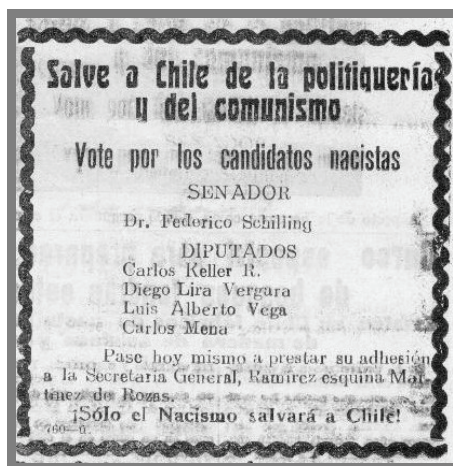 Salve a Chile de la politiquería
y del comunismo
Vote por los candidatos nacistas
SENADOR
Dr. Federico Schilling
DIPUTADOS
Carlos Keller R.
Diego Lira Vergara
Luis Alberto Vega
Carlos Mena
Pase hoy mismo a prestar su adhesión
a la Secretaría General, Ramírez esquina Mar-
tínez de Rozas.
¡Sólo el Nacismo salvará a Chile!